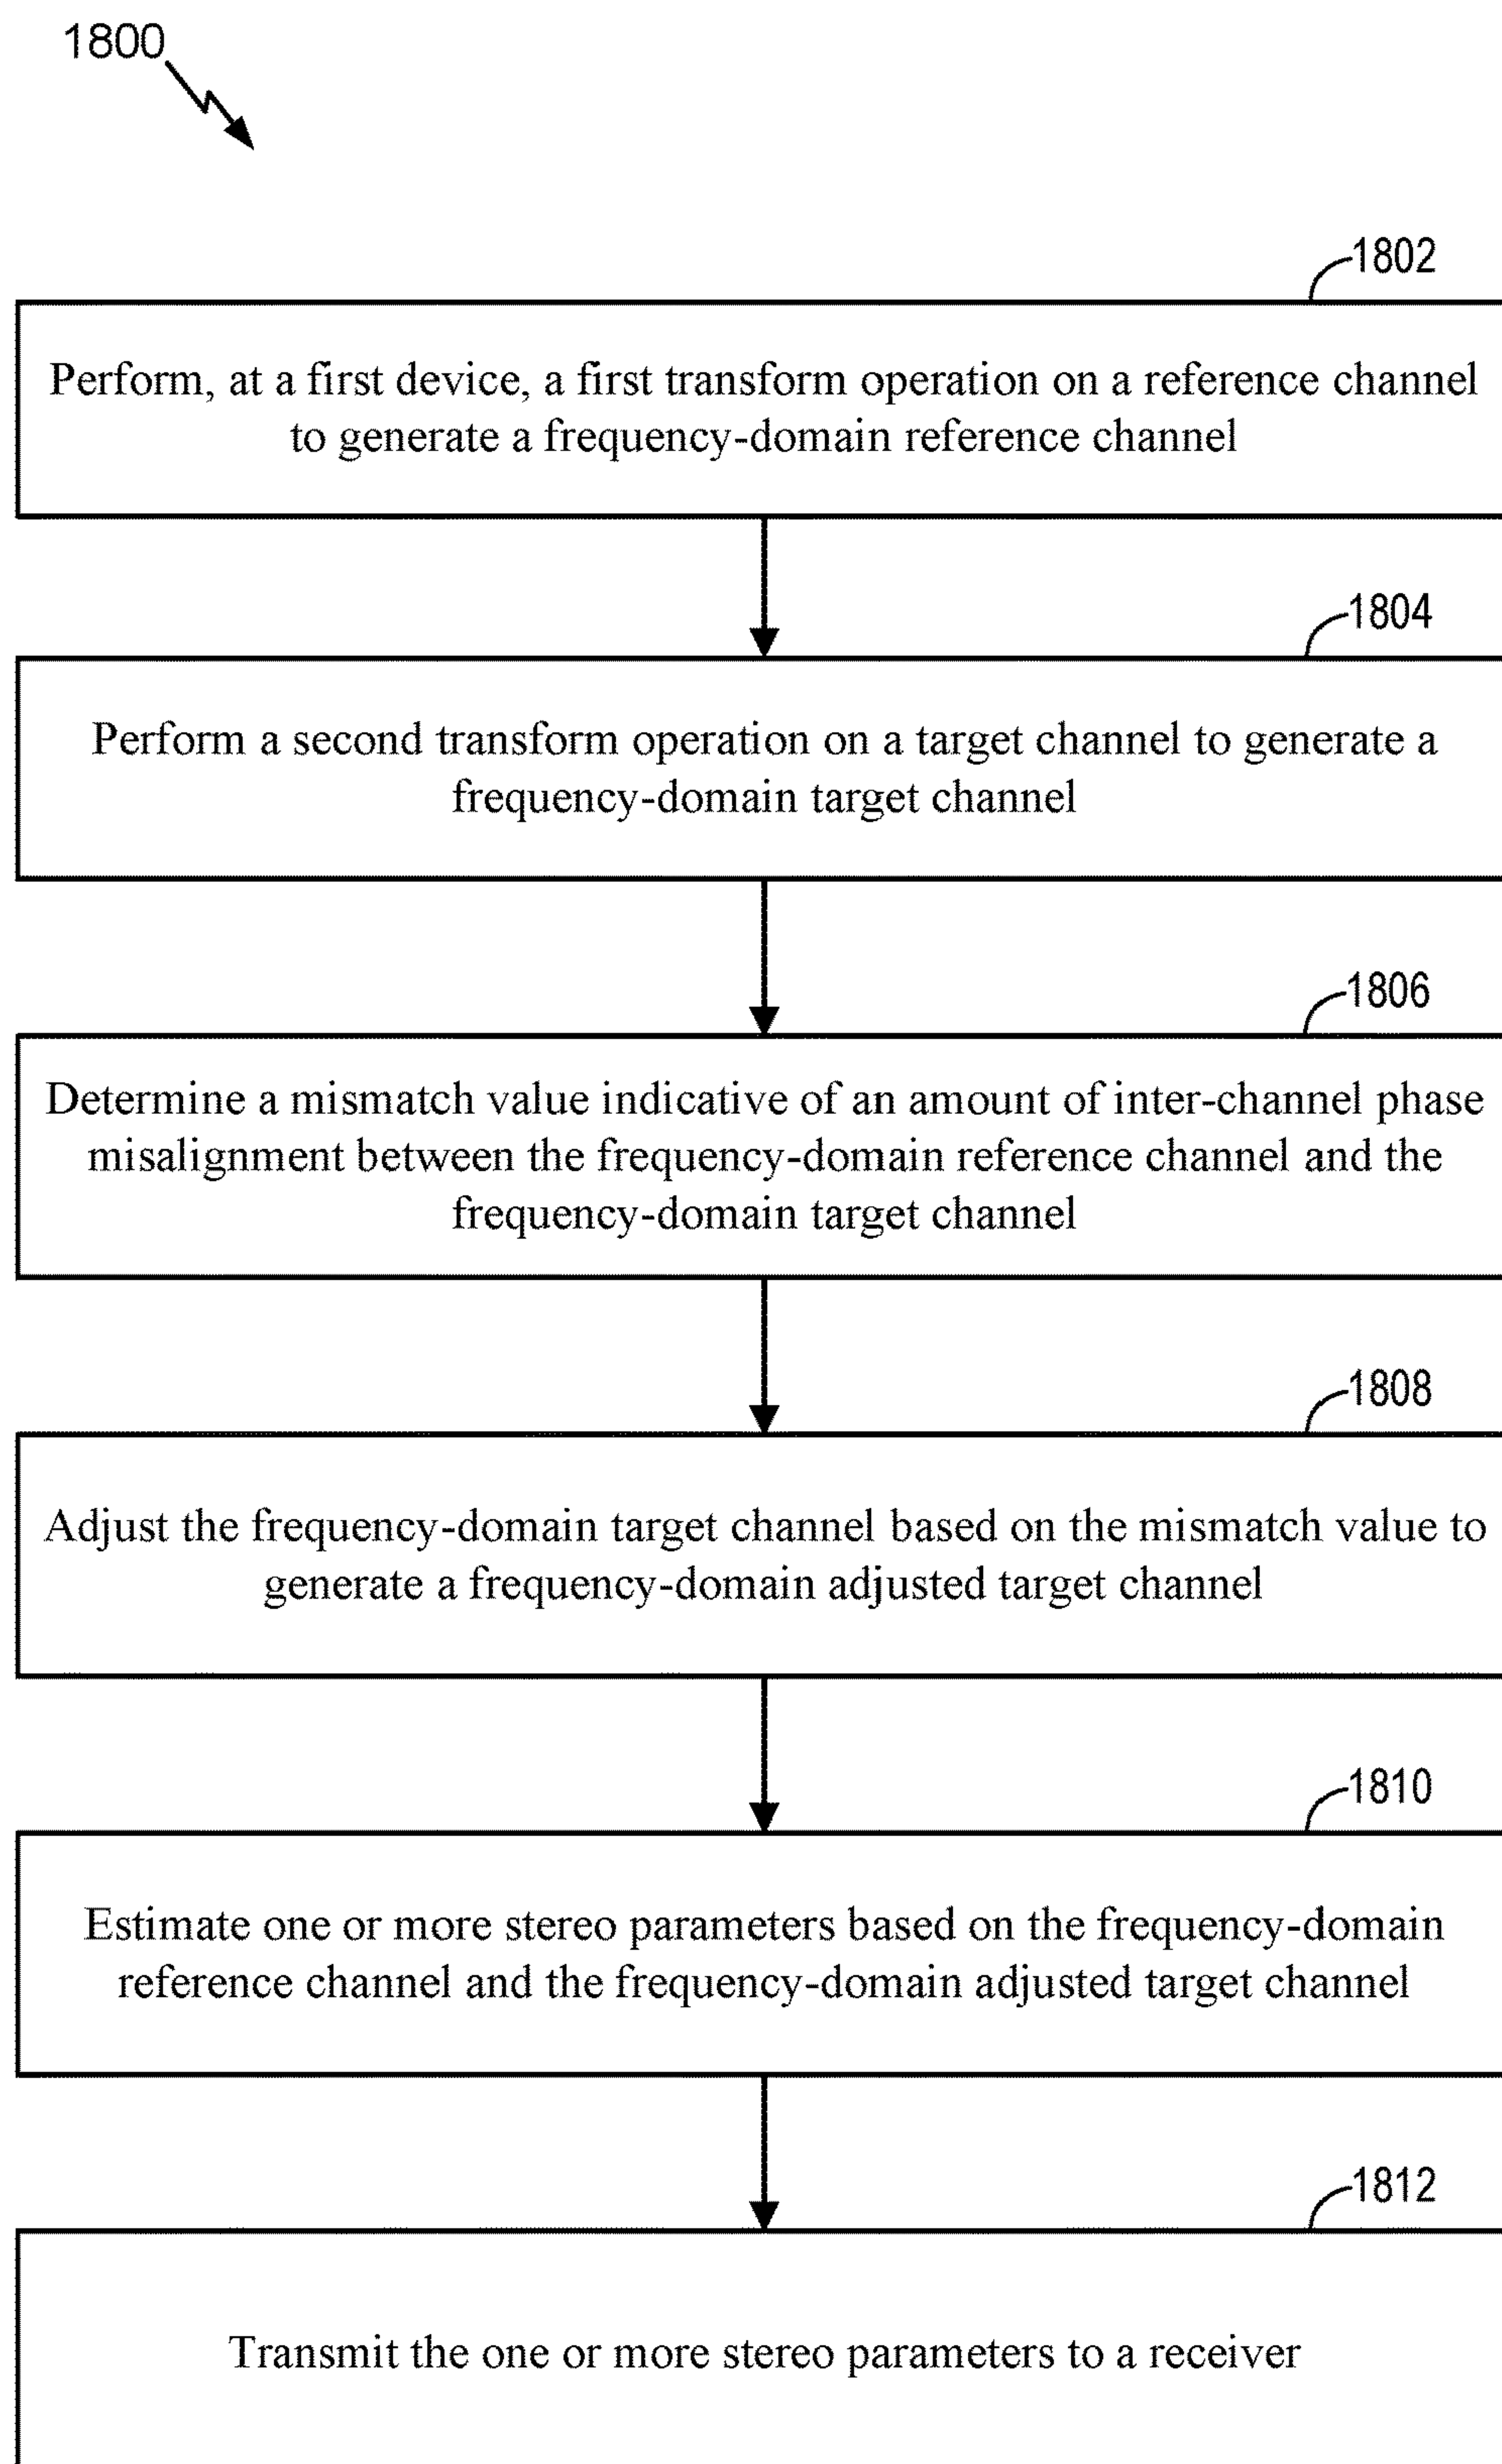 1800
1802
Perform, at a first device, a first transform operation on a reference channel
to generate a frequency-domain reference channel
1804
Perform a second transform operation on a target channel to generate a
frequency-domain target channel
1806
Determine a mismatch value indicative of an amount of inter-channel phase
misalignment between the frequency-domain reference channel and the
frequency-domain target channel
1808
Adjust the frequency-domain target channel based on the mismatch value to
generate a frequency-domain adjusted target channel
1810
Estimate one or more stereo parameters based on the frequency-domain
reference channel and the frequency-domain adjusted target channel
1812
Transmit the one or more stereo parameters to a receiver